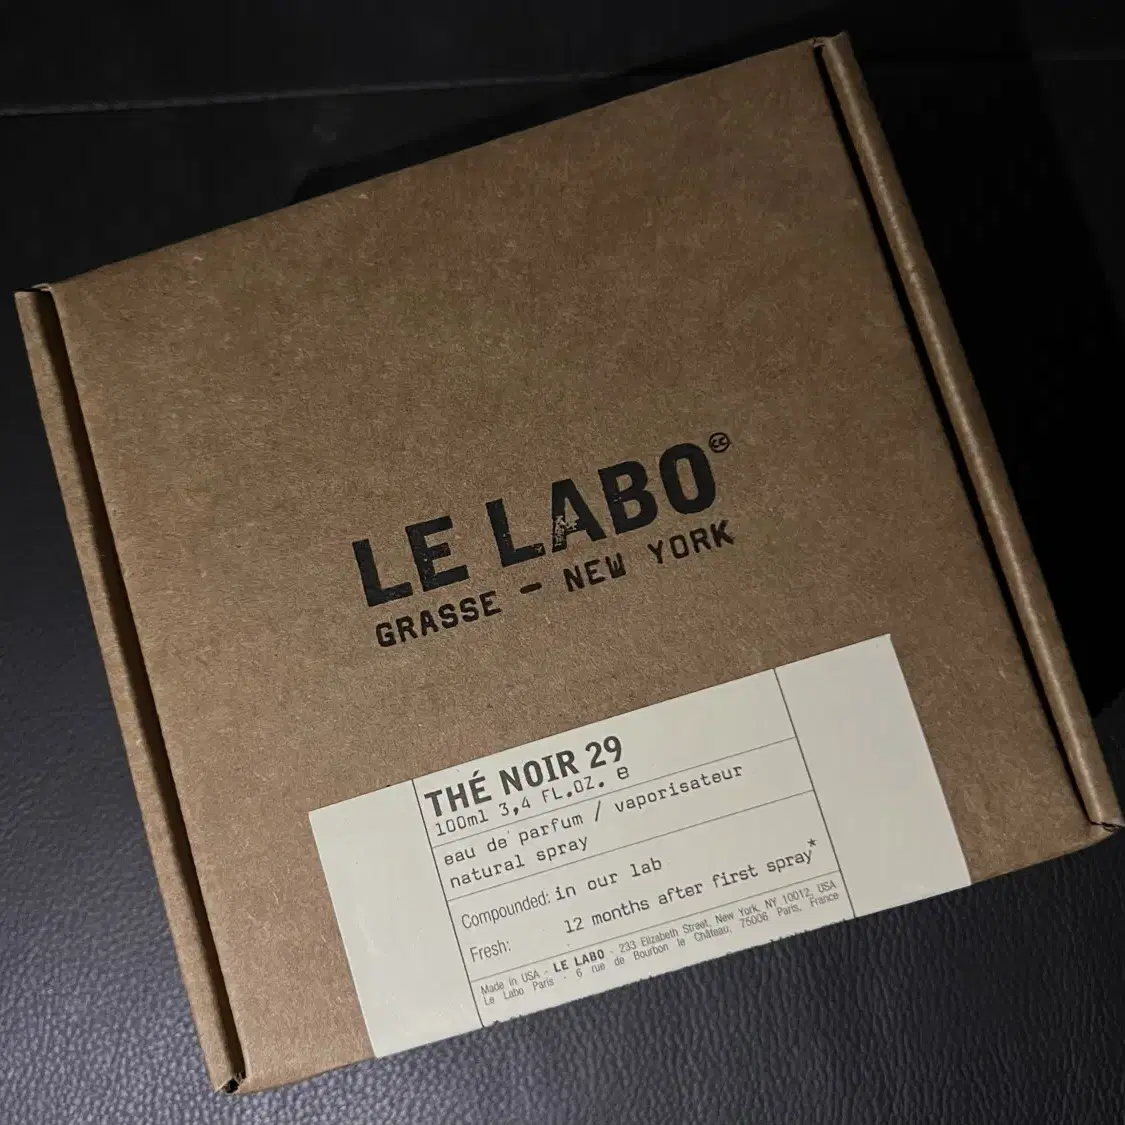 LE LABO
GRASSE — NEW YORK
THÉ NOIR 29
100ml 3,4 FL.OZ. e
eau de parfum / vaporisateur
natural spray
Compounded: in our lab
Fresh: 12 months after first spray*
Made in USA - LE LABO - 233 Elizabeth Street, New York, NY 10012, USA
Le Labo Paris - 6 rue de Bourbon le Château, 75006 Paris, France